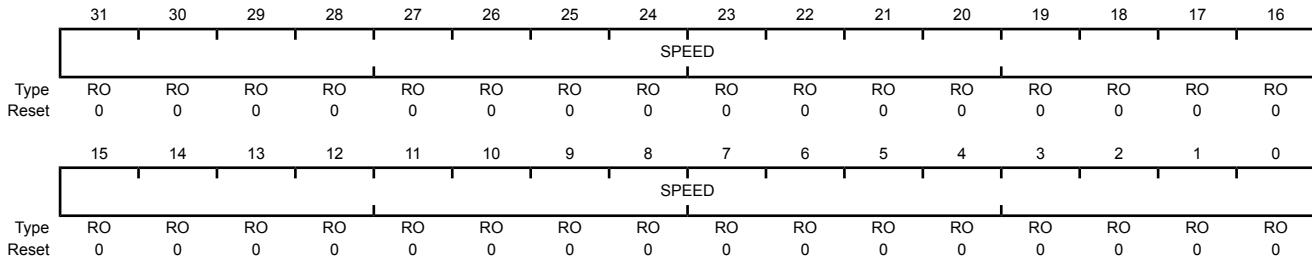 31 30 29 28 27 26 25 24 23 22 21 20 19 18 17 16
SPEED
Type RO RO RO RO RO RO RO RO RO RO RO RO RO RO RO RO
Reset 0 0 0 0 0 0 0 0 0 0 0 0 0 0 0 0
15 14 13 12 11 10 9 8 7 6 5 4 3 2 1 0
SPEED
Type RO RO RO RO RO RO RO RO RO RO RO RO RO RO RO RO
Reset 0 0 0 0 0 0 0 0 0 0 0 0 0 0 0 0